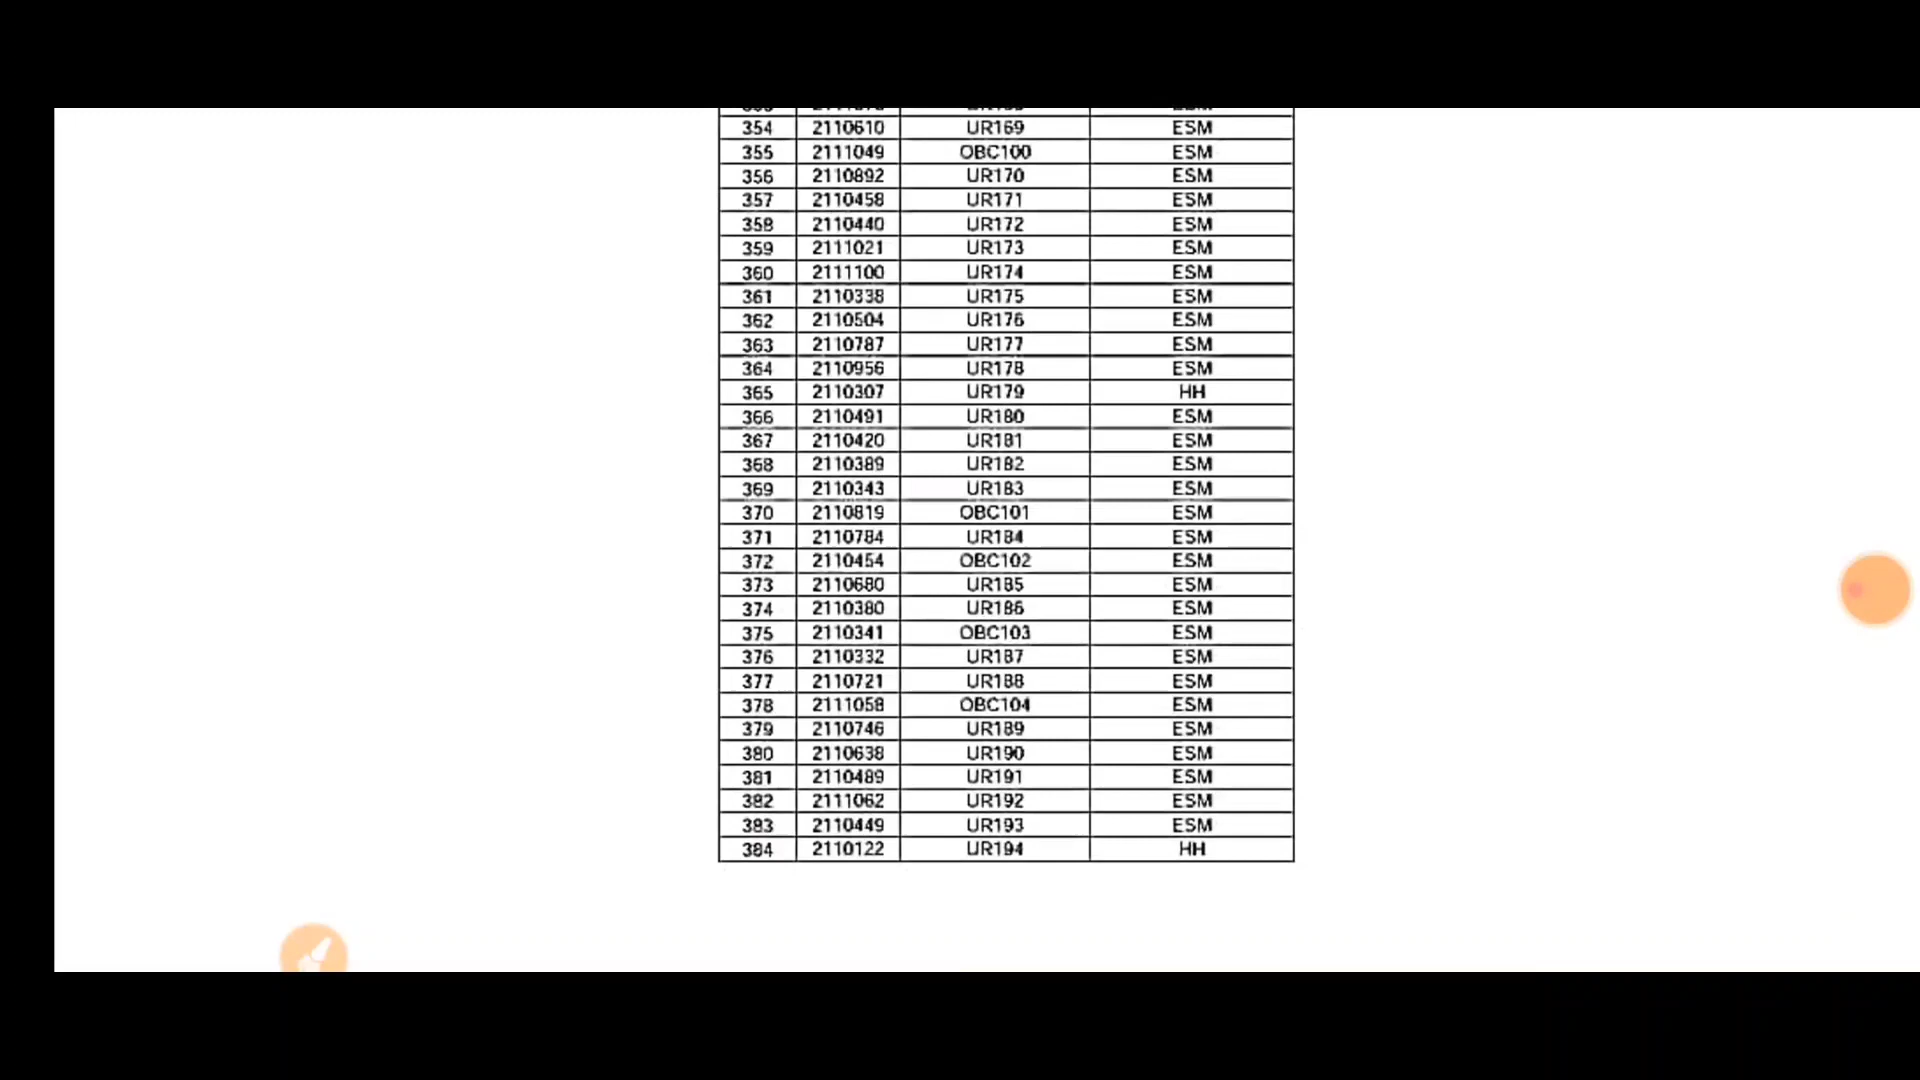 354 2110610 UR169 ESM
355 2111049 OBC100 ESM
356 2110892 UR170 ESM
357 2110458 UR171 ESM
358 2110440 UR172 ESM
359 2111021 UR173 ESM
360 2111100 UR174 ESM
361 2110338 UR175 ESM
362 2110504 UR176 ESM
363 2110787 UR177 ESM
364 2110956 UR178 ESM
365 2110307 UR179 HH
366 2110491 UR180 ESM
367 2110420 UR181 ESM
368 2110389 UR182 ESM
369 2110343 UR183 ESM
370 2110819 OBC101 ESM
371 2110784 UR184 ESM
372 2110454 OBC102 ESM
373 2110680 UR185 ESM
374 2110380 UR186 ESM
375 2110341 OBC103 ESM
376 2110332 UR187 ESM
377 2110721 UR188 ESM
378 2111058 OBC104 ESM
379 2110746 UR189 ESM
380 2110638 UR190 ESM
381 2110489 UR191 ESM
382 2111062 UR192 ESM
383 2110449 UR193 ESM
384 2110122 UR194 HH